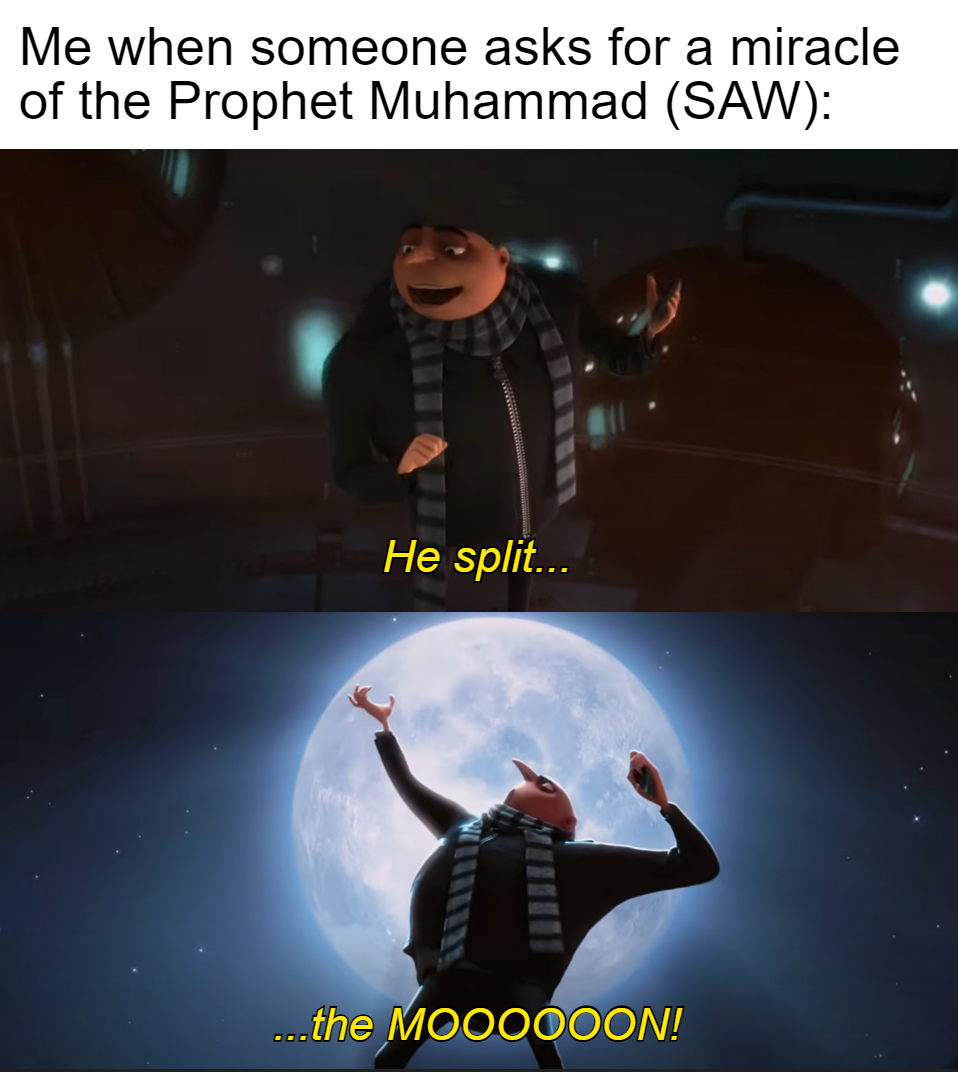 Me when someone asks for a miracle
of the Prophet Muhammad (SAW):
He split...
...the MOOOOOON!